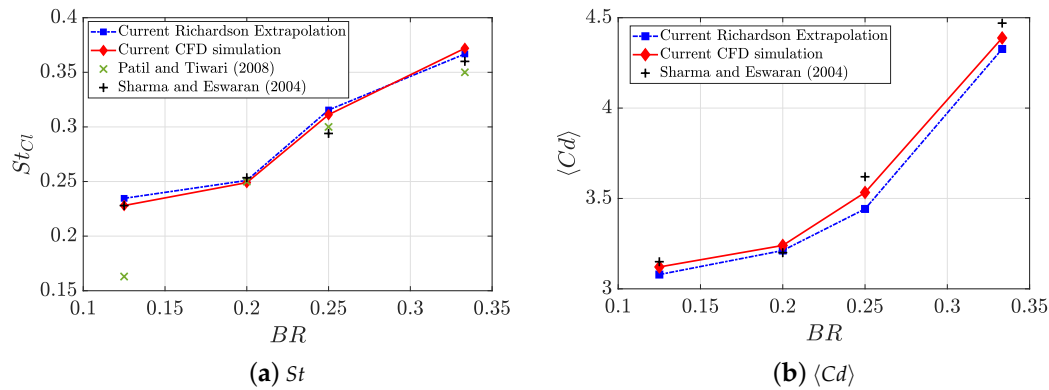 0.4
0.35
0.3
0.25
0.2
0.15
St_{Cl}
Current Richardson Extrapolation
Current CFD simulation
Patil and Tiwari (2008)
Sharma and Eswaran (2004)
0.1 0.15 0.2 0.25 0.3 0.35
BR
(a) St
4.5
4
3.5
3
⟨Cd⟩
Current Richardson Extrapolation
Current CFD simulation
Sharma and Eswaran (2004)
0.1 0.15 0.2 0.25 0.3 0.35
BR
(b) ⟨Cd⟩